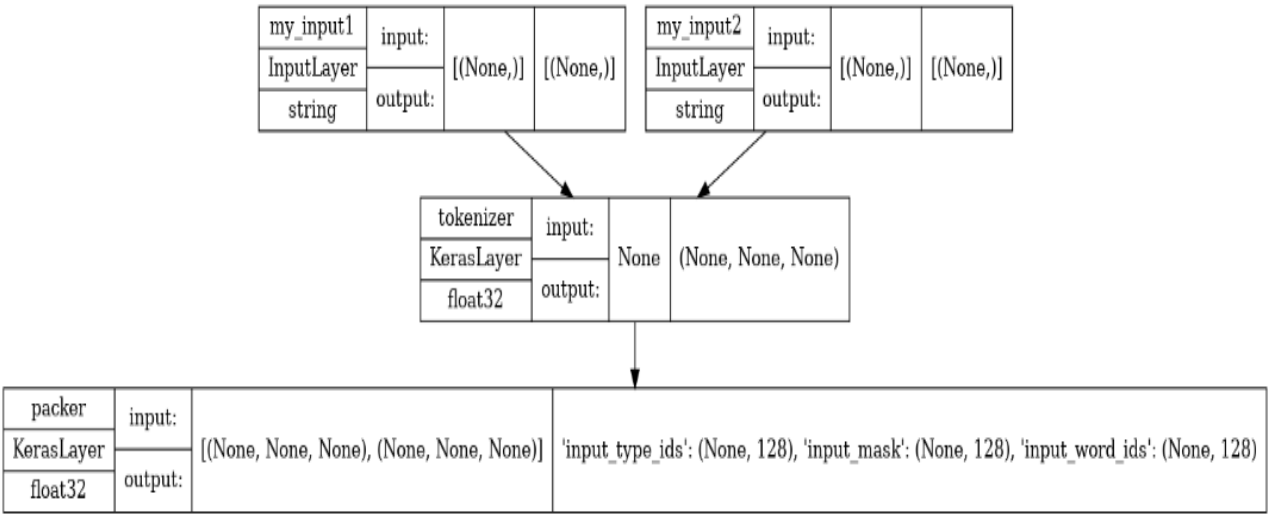 my_input1
InputLayer
string
input:
output:
[(None,)]
[(None,)]
my_input2
InputLayer
string
input:
output:
[(None,)]
[(None,)]
tokenizer
KerasLayer
float32
input:
output:
None
(None, None, None)
packer
KerasLayer
float32
input:
output:
[(None, None, None), (None, None, None)]
'input_type_ids': (None, 128), 'input_mask': (None, 128), 'input_word_ids': (None, 128)